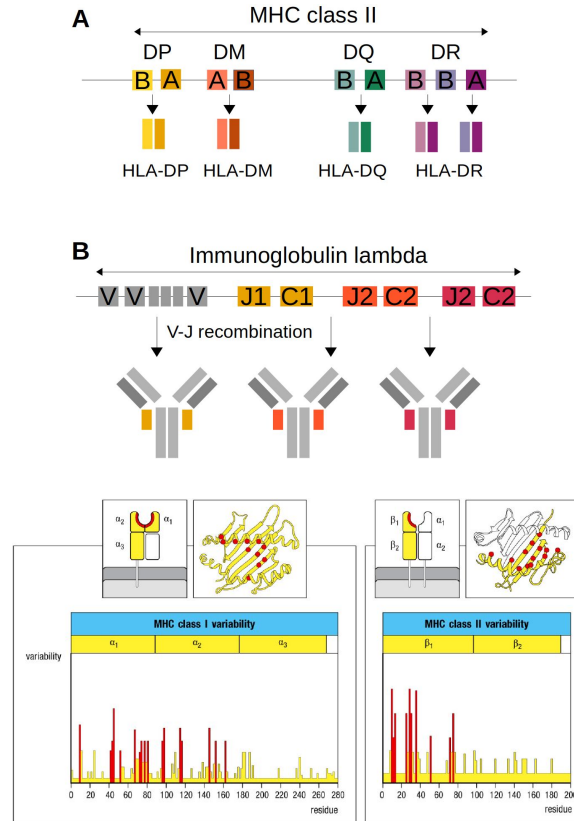 A
MHC class II
DP DM DQ DR
B A A B B A B B A
HLA-DP HLA-DM HLA-DQ HLA-DR
B
Immunoglobulin lambda
V V V J1 C1 J2 C2 J2 C2
V-J recombination
α2 α1
α3
β1 α1
β2 α2
MHC class I variability
α1 α2 α3
variability
0 20 40 60 80 100 120 140 160 180 200 220 240 260 280
residue
MHC class II variability
β1 β2
0 20 40 60 80 100 120 140 160 180 200
residue